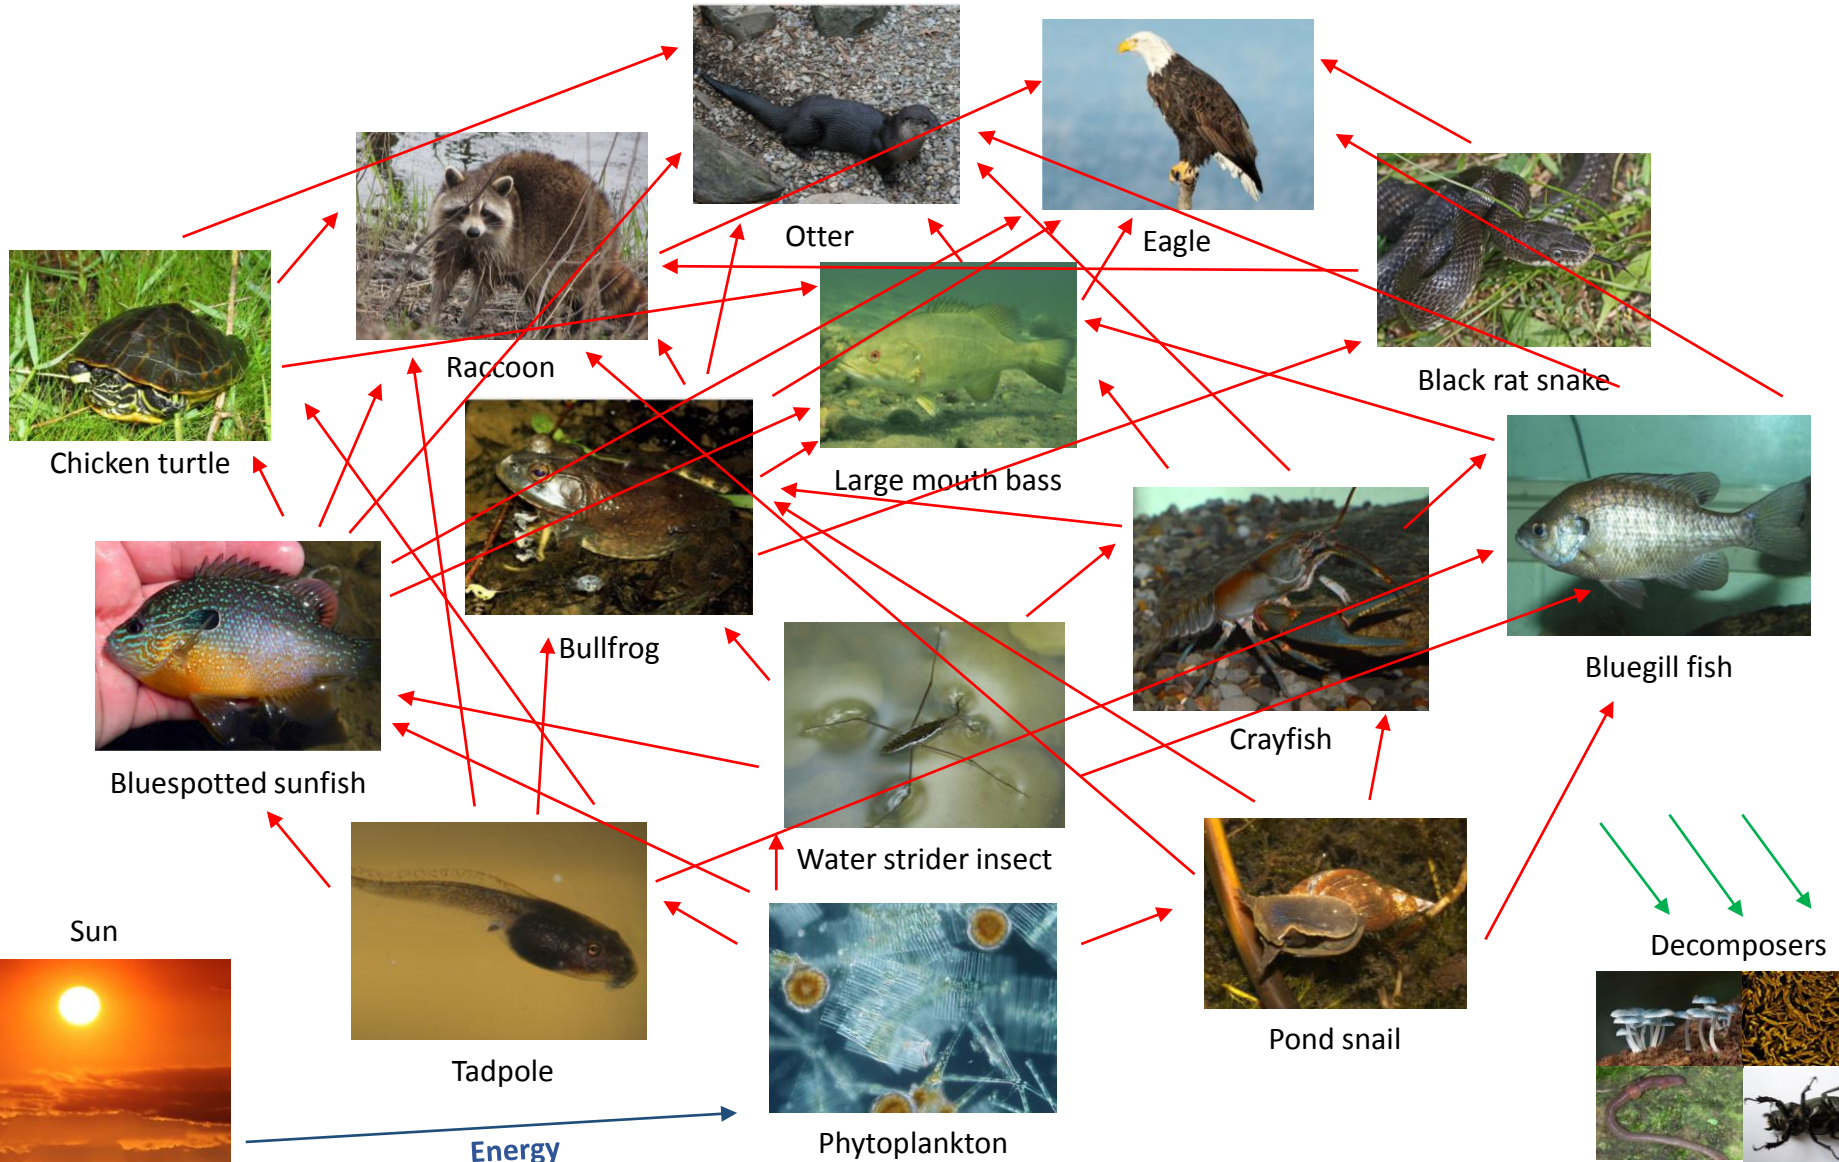 Otter
Eagle
Raccoon
Black rat snake
Chicken turtle
Large mouth bass
Bullfrog
Bluegill fish
Crayfish
Bluespotted sunfish
Water strider insect
Sun
Decomposers
Pond snail
Tadpole
Phytoplankton
Energy